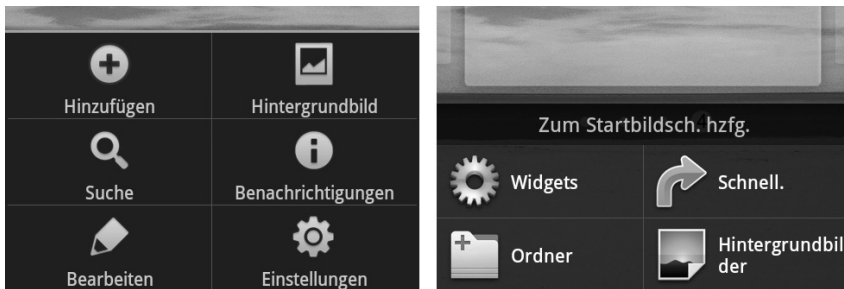 Hinzufügen
Hintergrundbild
Suche
Benachrichtigungen
Bearbeiten
Einstellungen
Zum Startbildsch. hzfg.
Widgets
Schnell.
Ordner
Hintergrundbil
der